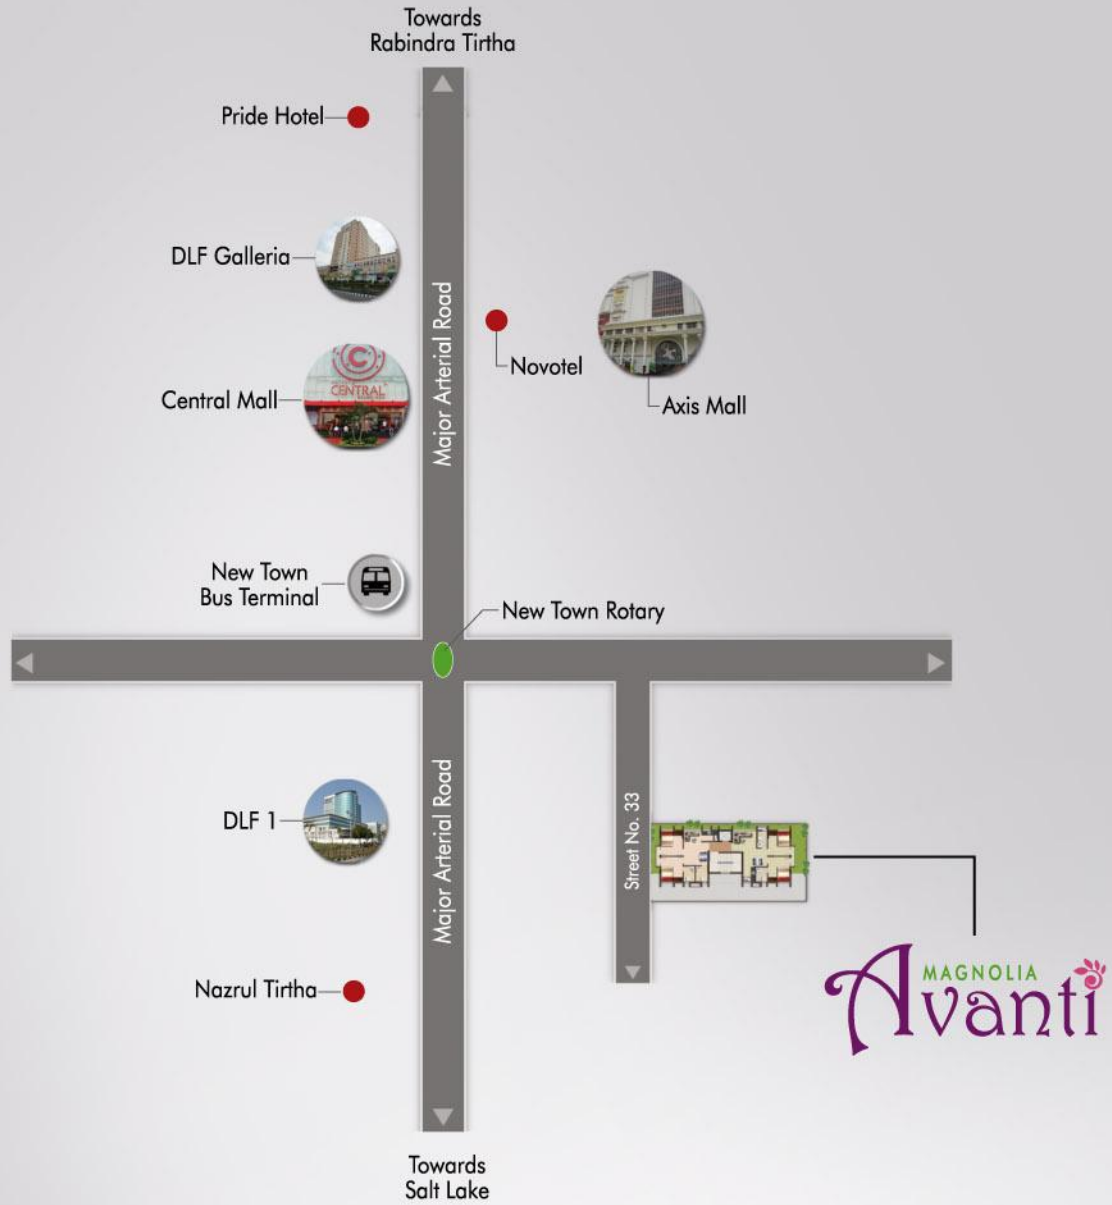 Towards
Rabindra Tirtha
Pride Hotel
DLF Galleria
Major Arterial Road
Novotel
Axis Mall
CENTRAL
Central Mall
New Town
Bus Terminal
New Town Rotary
DLF 1
Major Arterial Road
Street No. 33
Nazrul Tirtha
MAGNOLIA
Avanti
Towards
Salt Lake